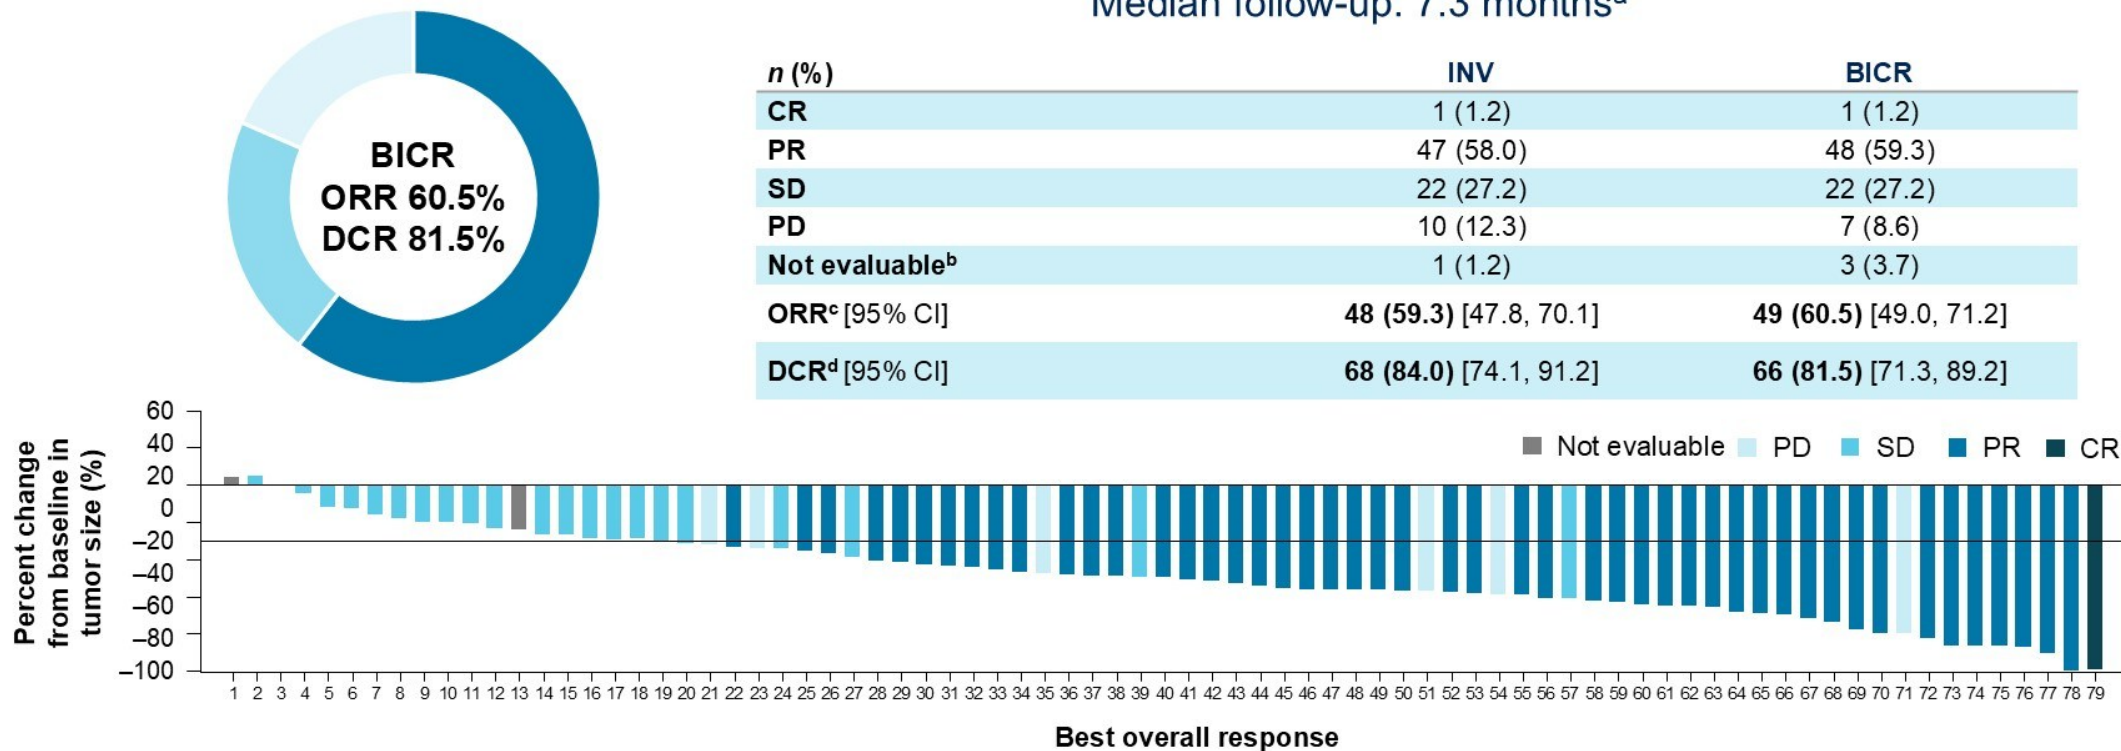 Median follow-up: 7.3 monthsᵃ
BICR
ORR 60.5%
DCR 81.5%
n (%) INV BICR
CR 1 (1.2) 1 (1.2)
PR 47 (58.0) 48 (59.3)
SD 22 (27.2) 22 (27.2)
PD 10 (12.3) 7 (8.6)
Not evaluableᵇ 1 (1.2) 3 (3.7)
ORRᶜ [95% CI] 48 (59.3) [47.8, 70.1] 49 (60.5) [49.0, 71.2]
DCRᵈ [95% CI] 68 (84.0) [74.1, 91.2] 66 (81.5) [71.3, 89.2]
Percent change
from baseline in
tumor size (%)
60
40
20
0
–20
–40
–60
–80
–100
Not evaluable PD SD PR CR
1 2 3 4 5 6 7 8 9 10 11 12 13 14 15 16 17 18 19 20 21 22 23 24 25 26 27 28 29 30 31 32 33 34 35 36 37 38 39 40 41 42 43 44 45 46 47 48 49 50 51 52 53 54 55 56 57 58 59 60 61 62 63 64 65 66 67 68 69 70 71 72 73 74 75 76 77 78 79
Best overall response